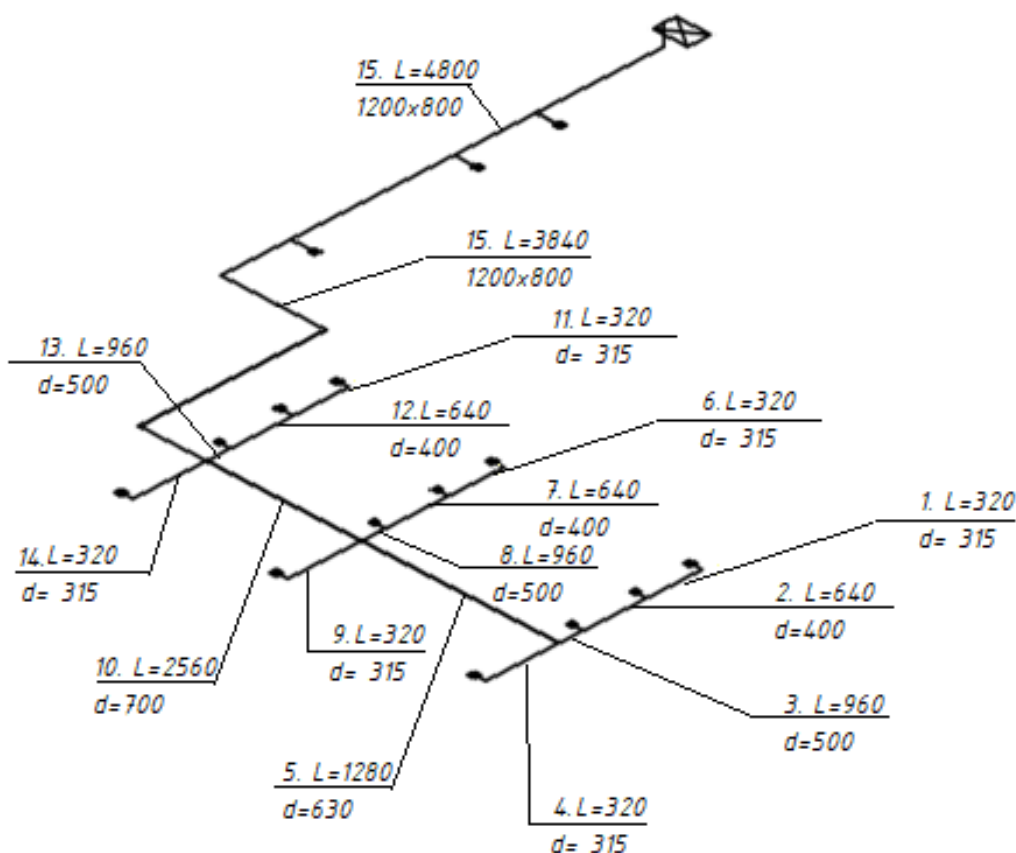 15. L=4800
1200x800
15. L=3840
1200x800
11. L=320
d= 315
13. L=960
d=500
12.L=640
d=400
6.L=320
d= 315
7. L=640
d=400
1. L=320
d= 315
14.L=320
d= 315
8.L=960
d=500
2. L=640
d=400
9.L=320
d= 315
10. L=2560
d=700
3. L=960
d=500
5. L=1280
d=630
4.L=320
d= 315